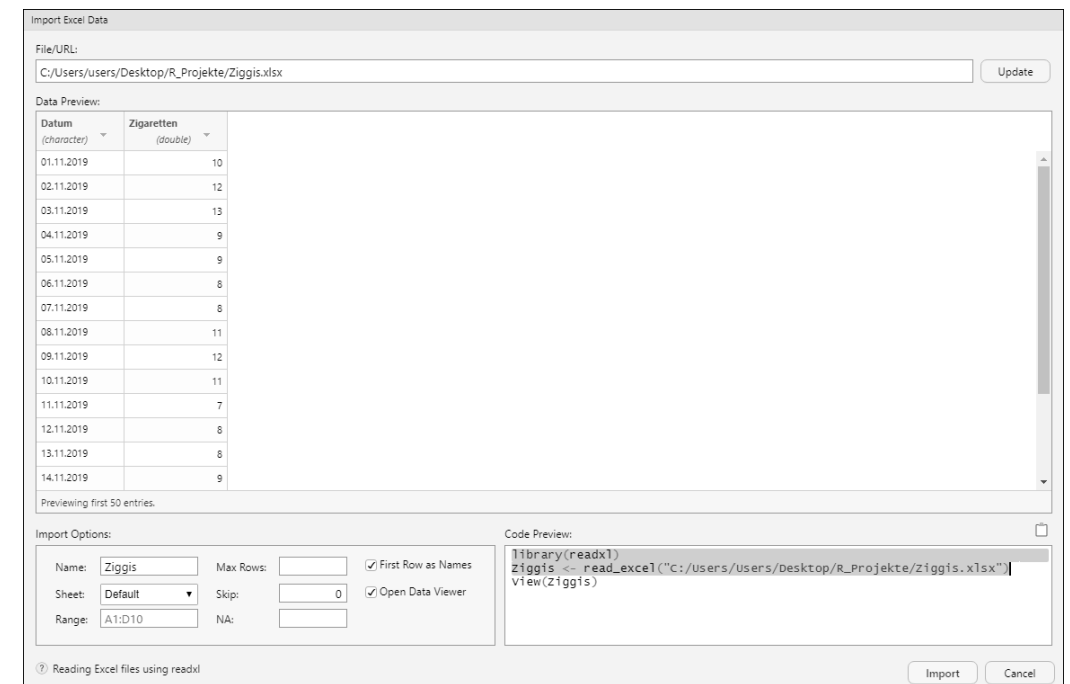 Import Excel Data
File/URL:
C:/Users/users/Desktop/R_Projekte/Ziggis.xlsx Update
Data Preview:
Datum Zigaretten
(character) (double)
01.11.2019 10
02.11.2019 12
03.11.2019 13
04.11.2019 9
05.11.2019 9
06.11.2019 8
07.11.2019 8
08.11.2019 11
09.11.2019 12
10.11.2019 11
11.11.2019 7
12.11.2019 8
13.11.2019 8
14.11.2019 9
Previewing first 50 entries.
Import Options:
Name: Ziggis Max Rows: First Row as Names
Sheet: Default Skip: 0 Open Data Viewer
Range: A1:D10 NA:
Code Preview:
library(readxl)
Ziggis <- read_excel("C:/Users/Users/Desktop/R_Projekte/Ziggis.xlsx")
View(Ziggis)
? Reading Excel files using readxl
Import Cancel